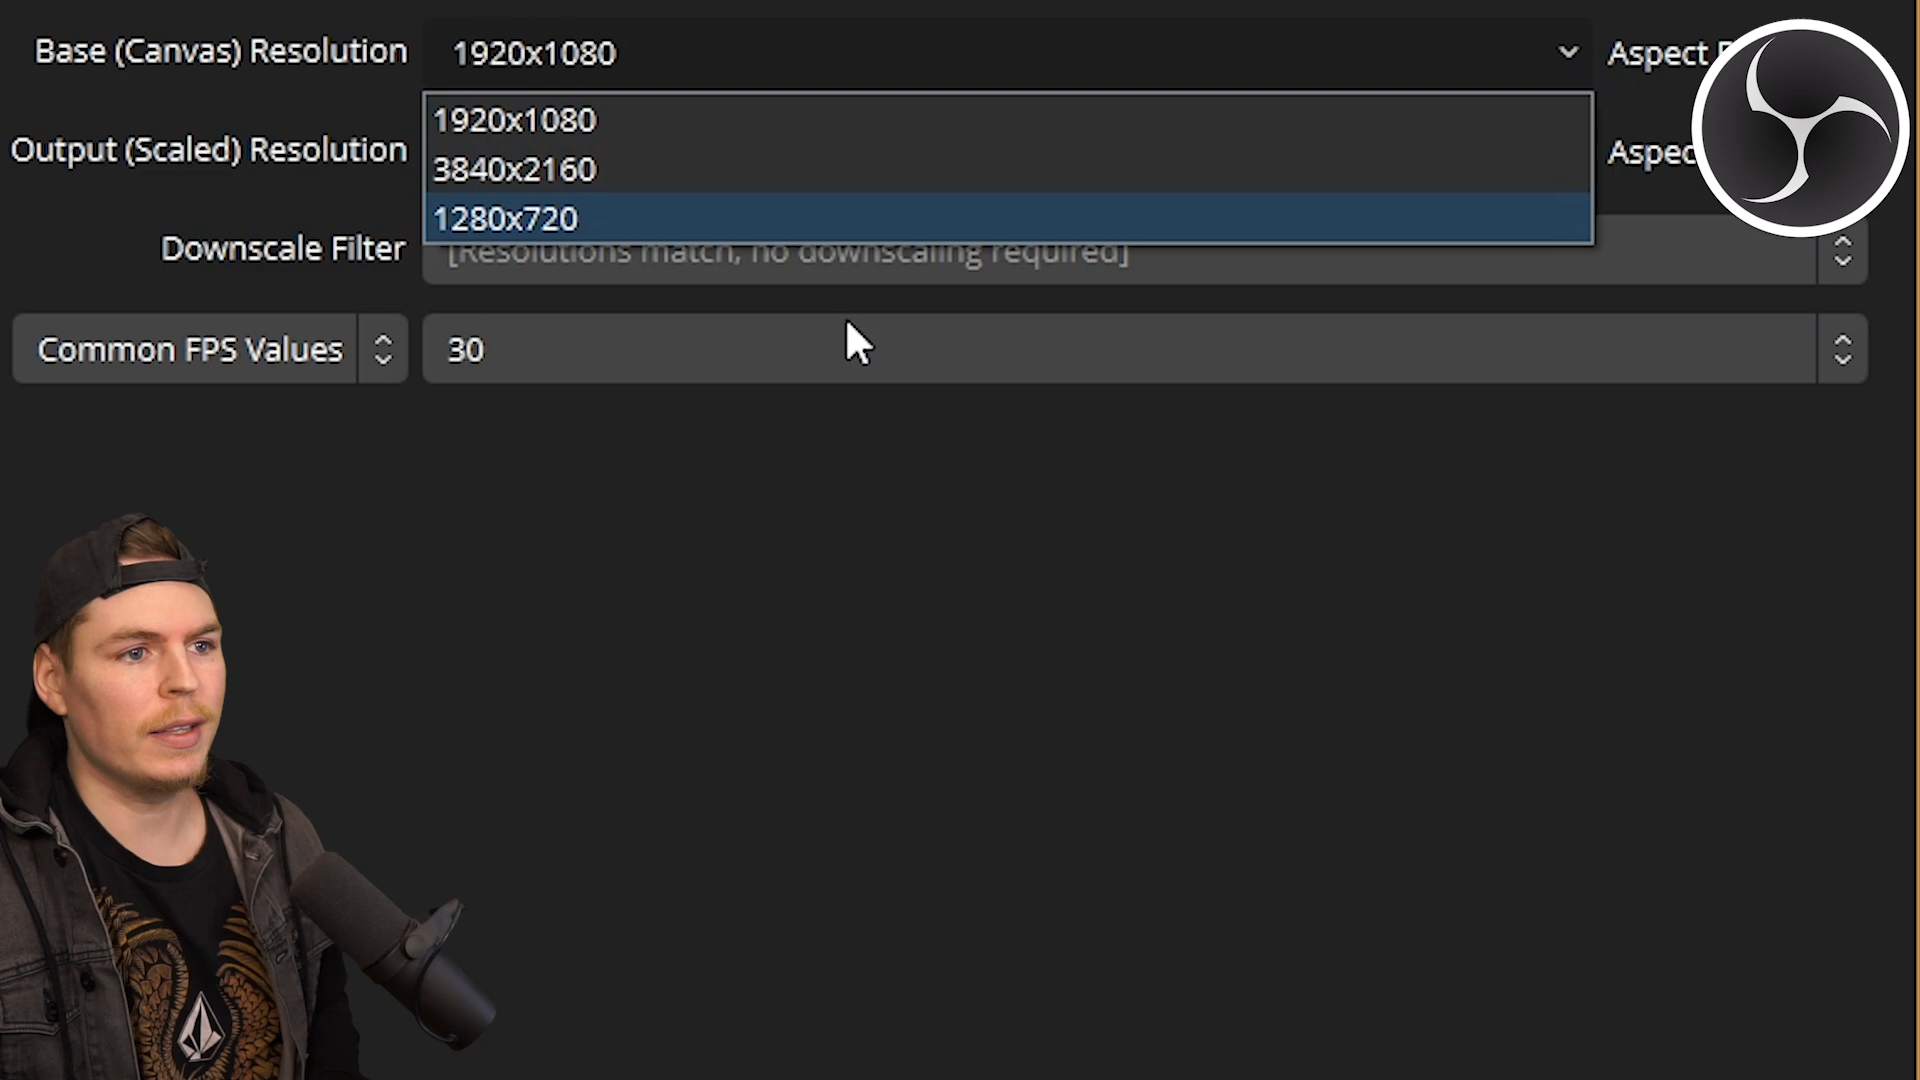 Base (Canvas) Resolution
1920x1080
Aspect
1920x1080
3840x2160
1280x720
Output (Scaled) Resolution
Downscale Filter
[Resolutions match, no downscaling required]
Common FPS Values
30